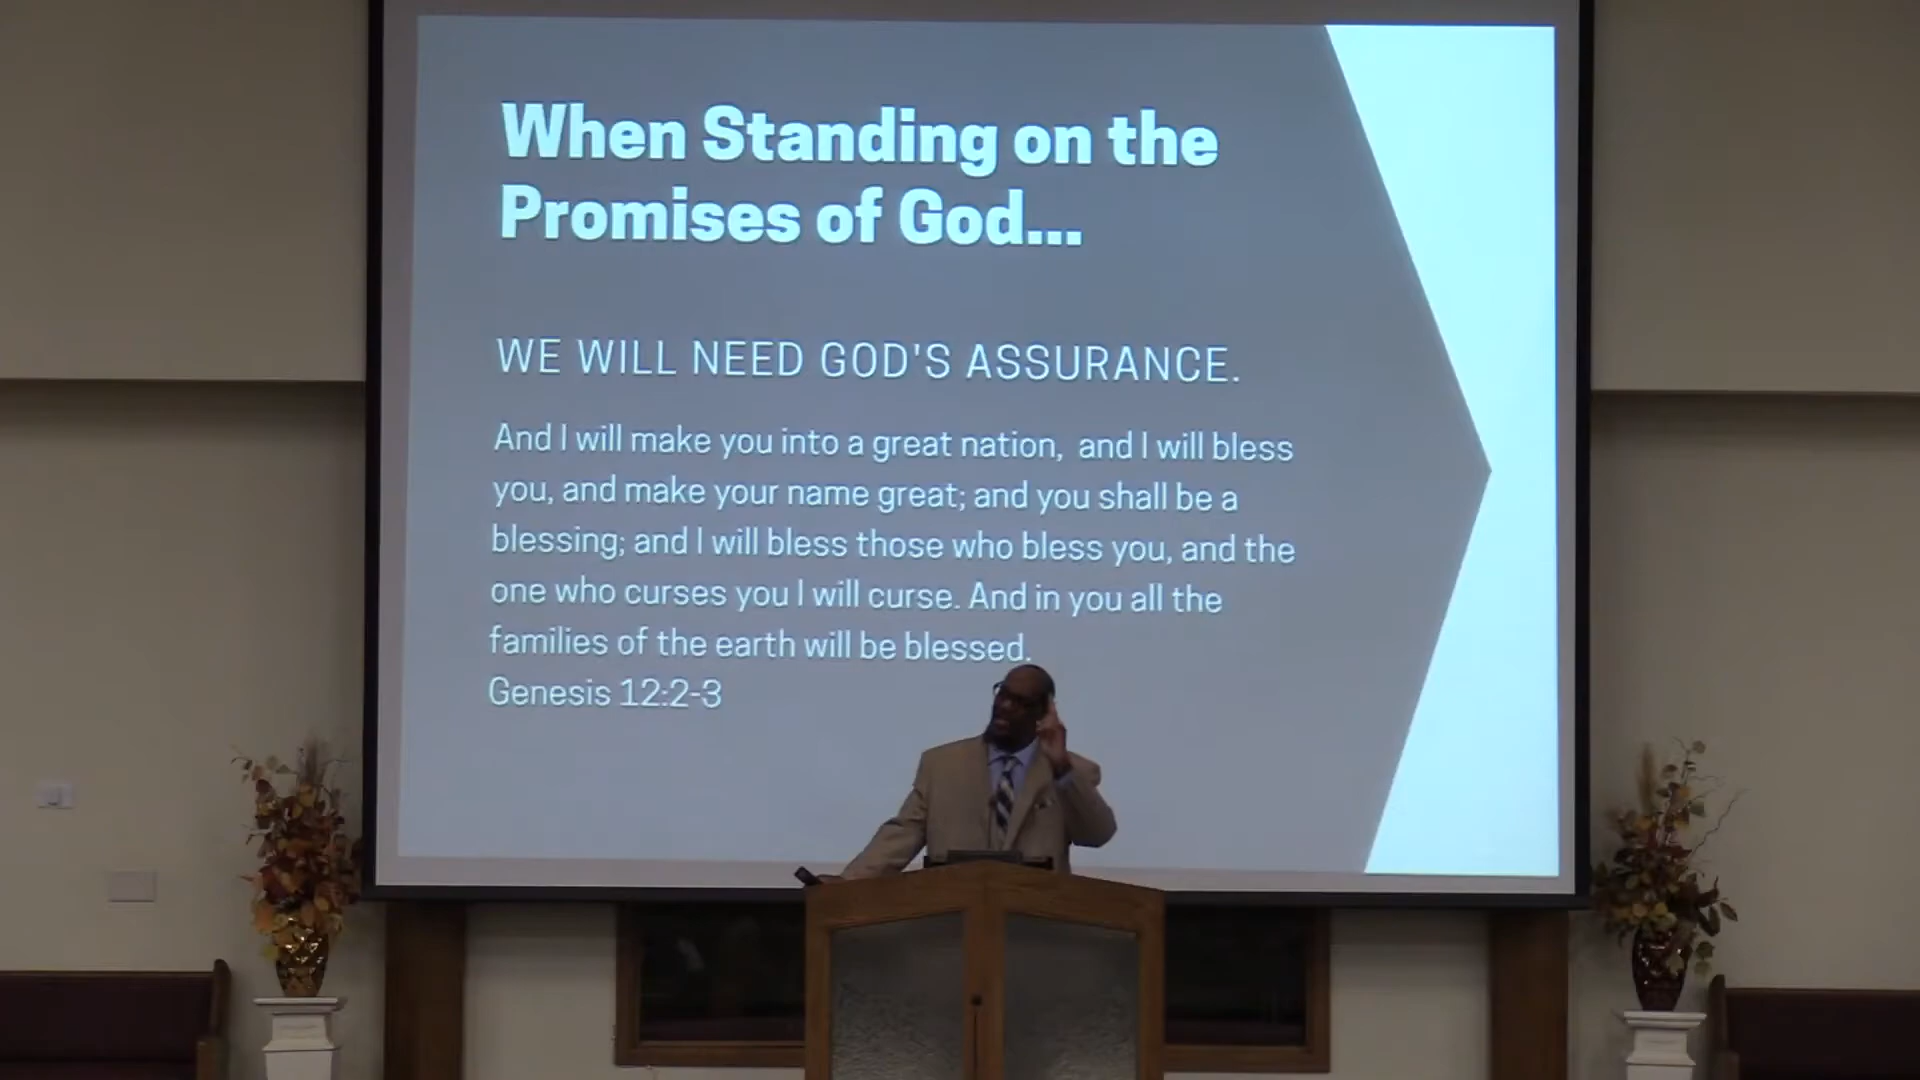 When Standing on the
Promises of God...
WE WILL NEED GOD'S ASSURANCE.
And I will make you into a great nation,  and I will bless
you, and make your name great; and you shall be a
blessing; and I will bless those who bless you, and the
one who curses you I will curse. And in you all the
families of the earth will be blessed.
Genesis 12:2-3